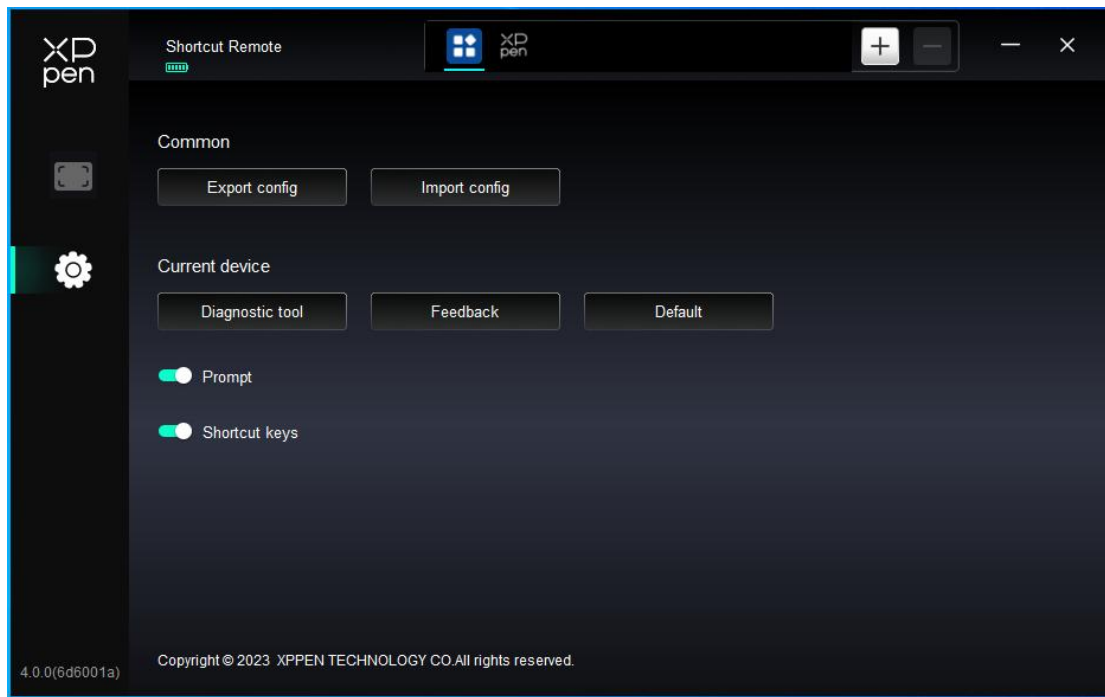 XP
pen
Shortcut Remote
XP
pen
Common
Export config
Import config
Current device
Diagnostic tool
Feedback
Default
Prompt
Shortcut keys
4.0.0(6d6001a)
Copyright © 2023 XPPEN TECHNOLOGY CO.All rights reserved.